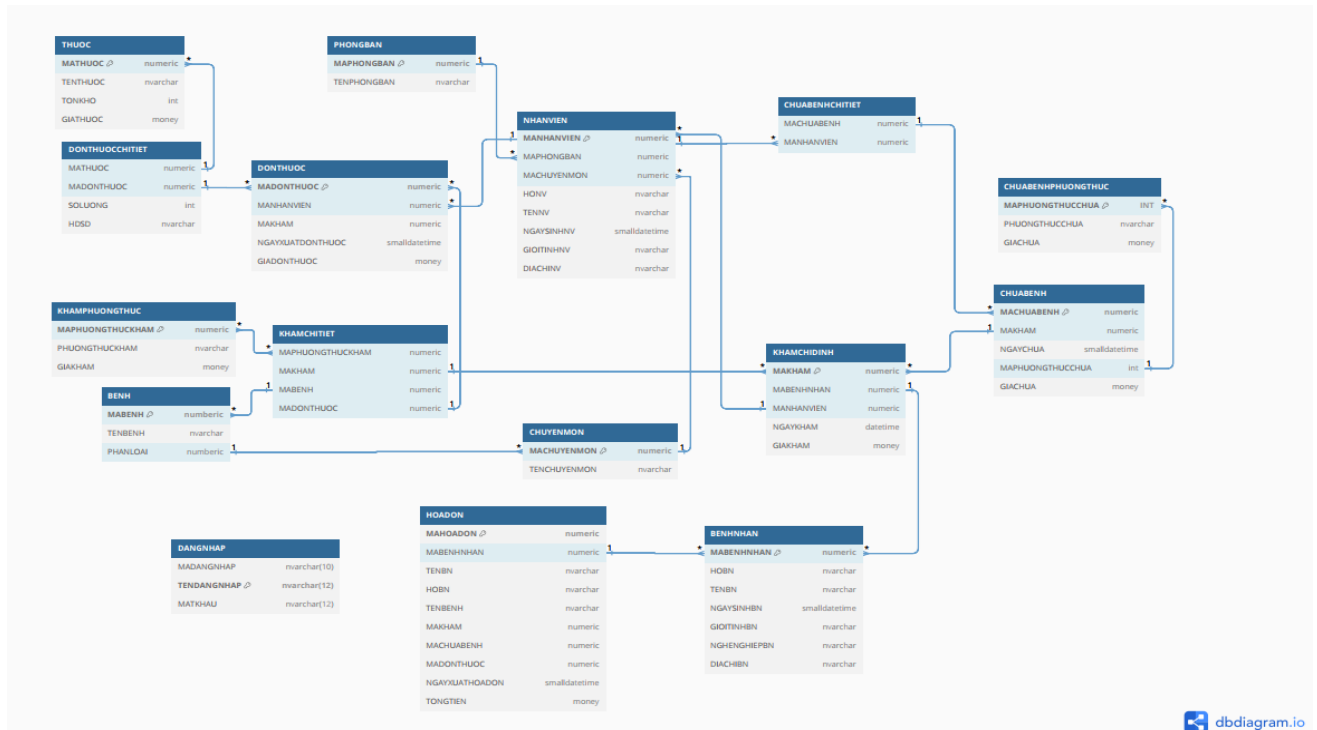 THUOC
MATHUOC numeric
TENTHUOC nvarchar
TONKHO int
GIATHUOC money
PHONGBAN
MAPHONGBAN numeric
TENPHONGBAN nvarchar
NHANVIEN
MANHANVIEN numeric
MAPHONGBAN numeric
MACHUYENMON numeric
HONV nvarchar
TENNV nvarchar
NGAYSINHNV smalldatetime
GIOITINHNV nvarchar
DIACHINV nvarchar
CHUABENHCHITIET
MACHUABENH numeric
MANHANVIEN numeric
DONTHUOCCHITIET
MATHUOC numeric
MADONTHUOC numeric
SOLUONG int
HDSD nvarchar
DONTHUOC
MADONTHUOC numeric
MANHANVIEN numeric
MAKHAM numeric
NGAYXUATDONTHUOC smalldatetime
GIADONTHUOC money
CHUABENHPHUONGTHUC
MAPHUONGTHUCCHUA INT
PHUONGTHUCCHUA nvarchar
GIACHUA money
CHUABENH
MACHUABENH numeric
MAKHAM numeric
NGAYCHUA smalldatetime
MAPHUONGTHUCCHUA int
GIACHUA money
KHAMPHUONGTHUC
MAPHUONGTHUCKHAM numeric
PHUONGTHUCKHAM nvarchar
GIAKHAM money
KHAMCHITIET
MAPHUONGTHUCKHAM numeric
MAKHAM numeric
MABENH numeric
MADONTHUOC numeric
KHAMCHIDINH
MAKHAM numeric
MABENHNHAN numeric
MANHANVIEN numeric
NGAYKHAM datetime
GIAKHAM money
BENH
MABENH numberic
TENBENH nvarchar
PHANLOAI numberic
CHUYENMON
MACHUYENMON numeric
TENCHUYENMON nvarchar
HOADON
MAHOADON numeric
MABENHNHAN numeric
TENBN nvarchar
HOBN nvarchar
TENBENH nvarchar
MAKHAM numeric
MACHUABENH numeric
MADONTHUOC numeric
NGAYXUATHOADON smalldatetime
TONGTIEN money
BENHNHAN
MABENHNHAN numeric
HOBN nvarchar
TENBN nvarchar
NGAYSINHBN smalldatetime
GIOITINHBN nvarchar
NGHENGHIEPBN nvarchar
DIACHIBN nvarchar
DANGNHAP
MADANGNHAP nvarchar(10)
TENDANGNHAP nvarchar(12)
MATKHAU nvarchar(12)
dbdiagram.io